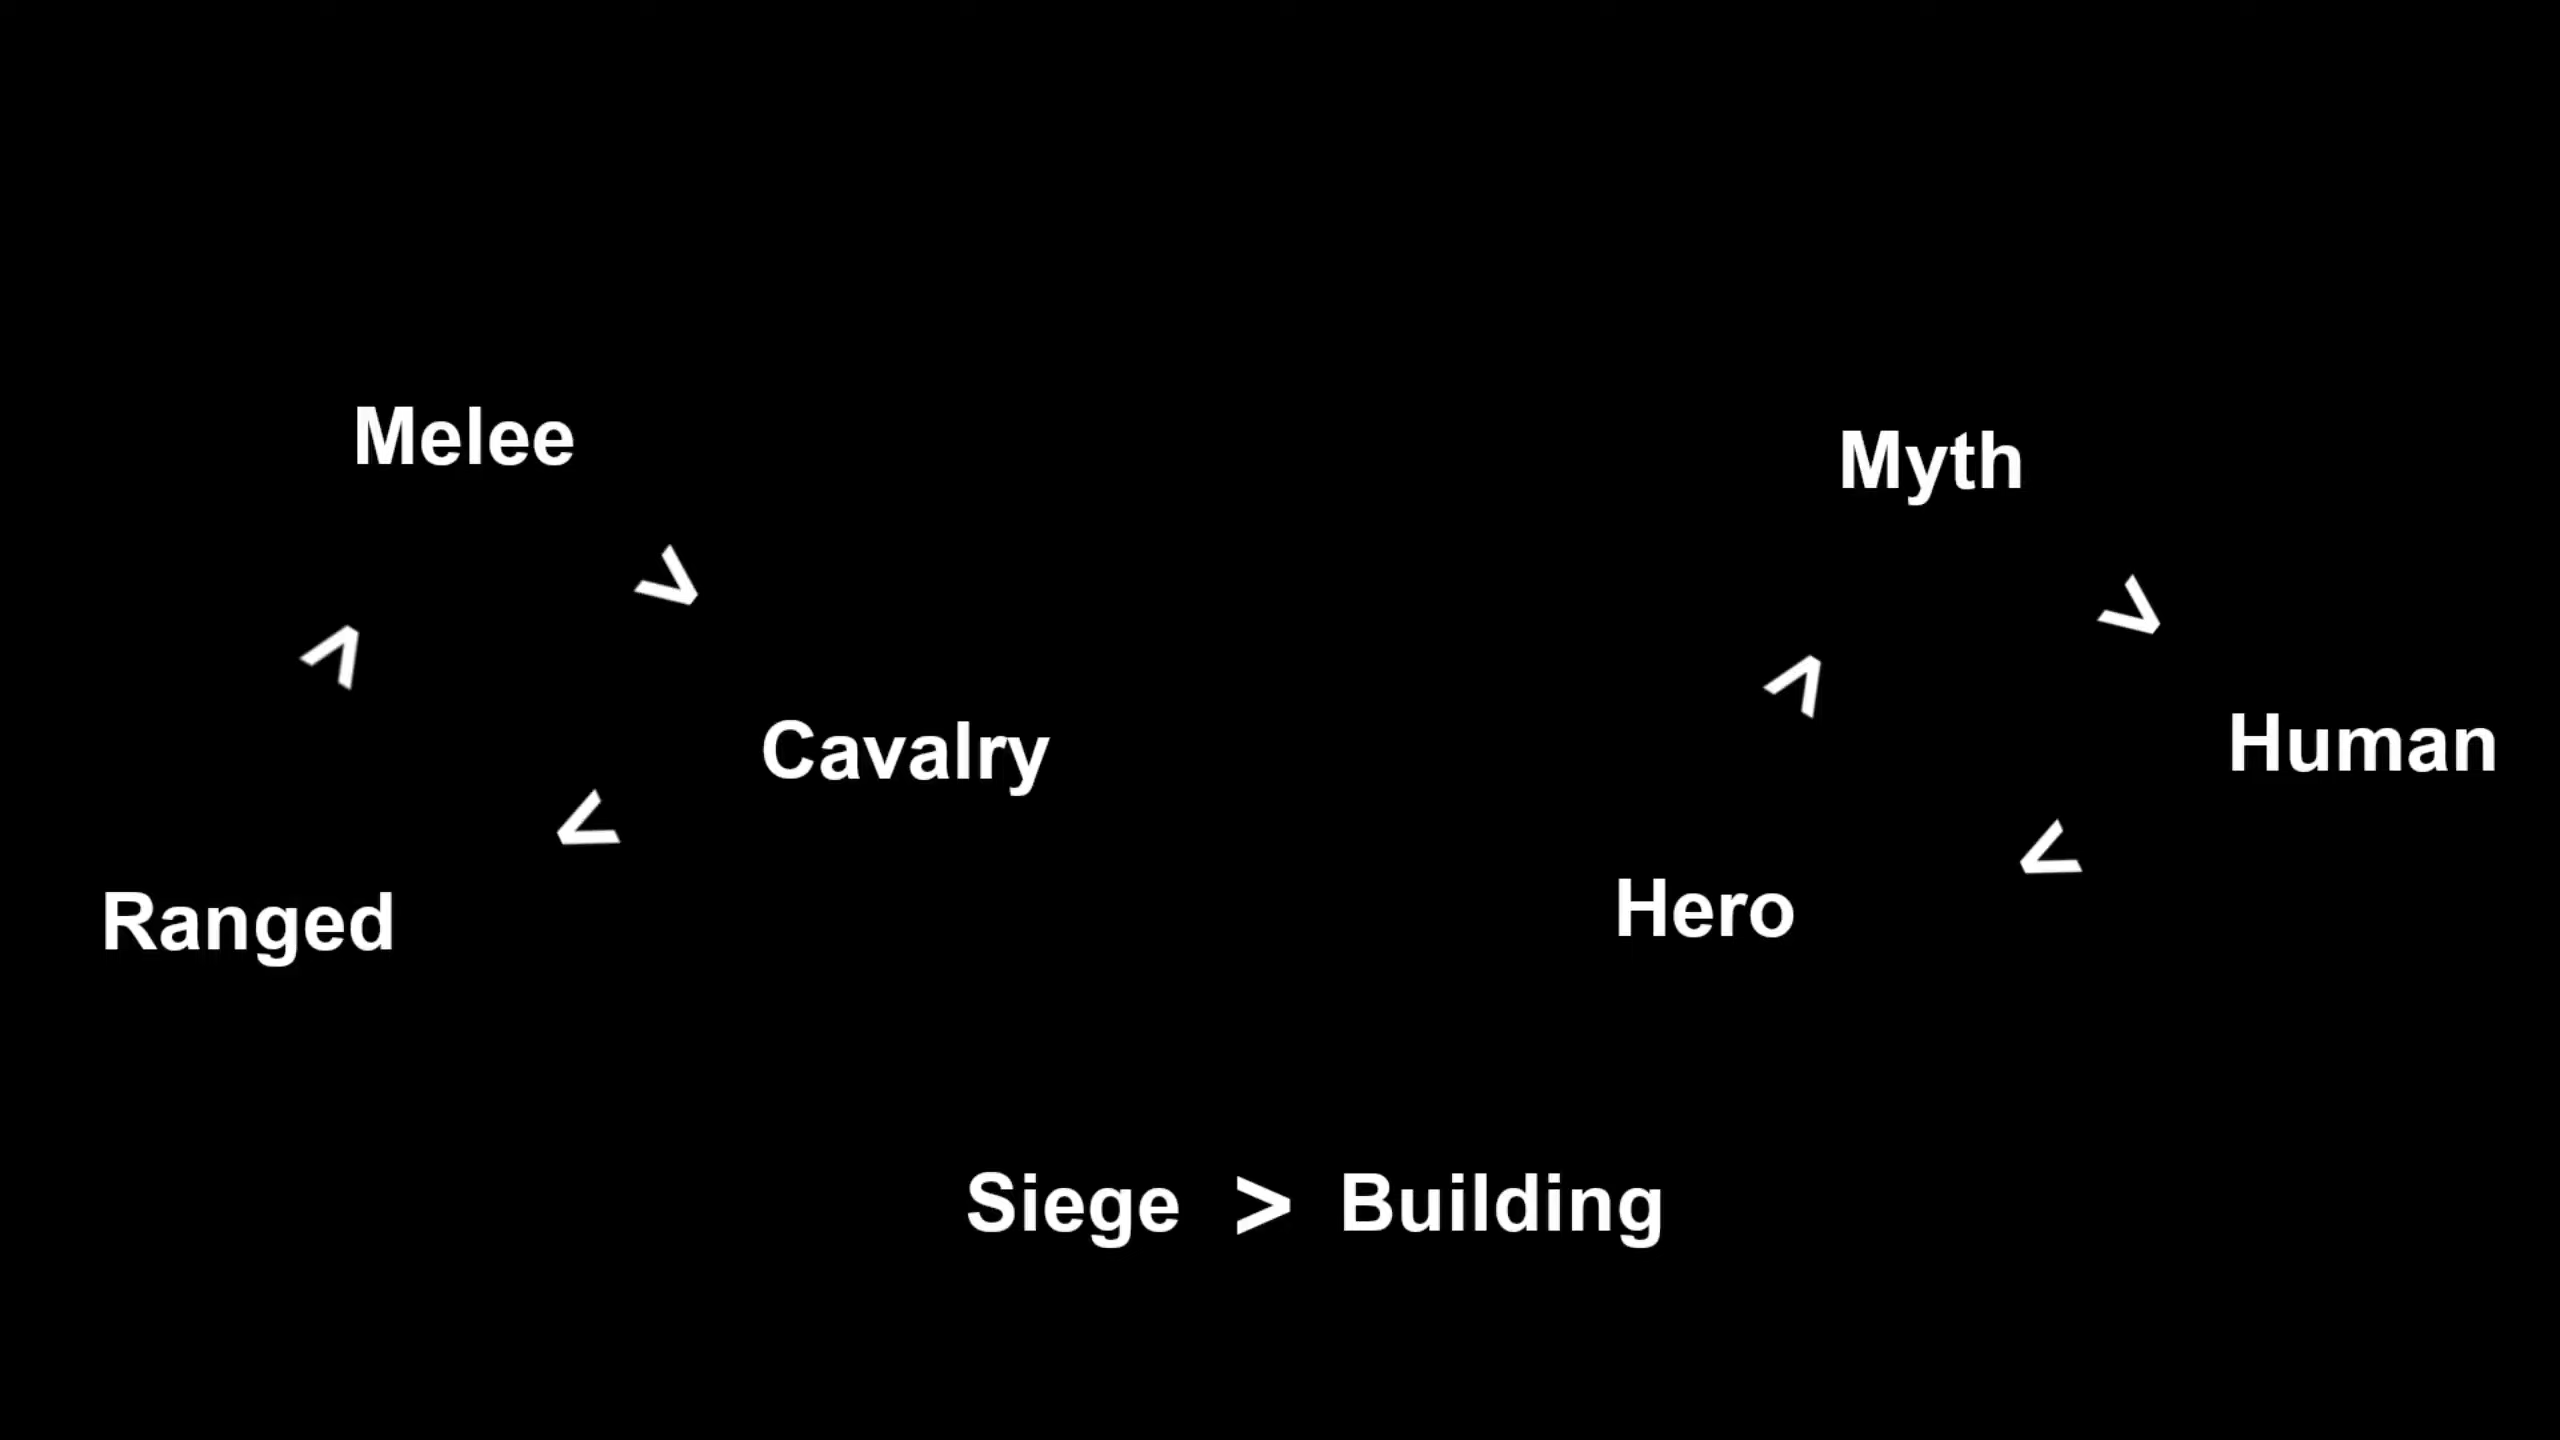 Melee
>
>
Cavalry
>
Ranged
Myth
>
>
Human
>
Hero
Siege > Building